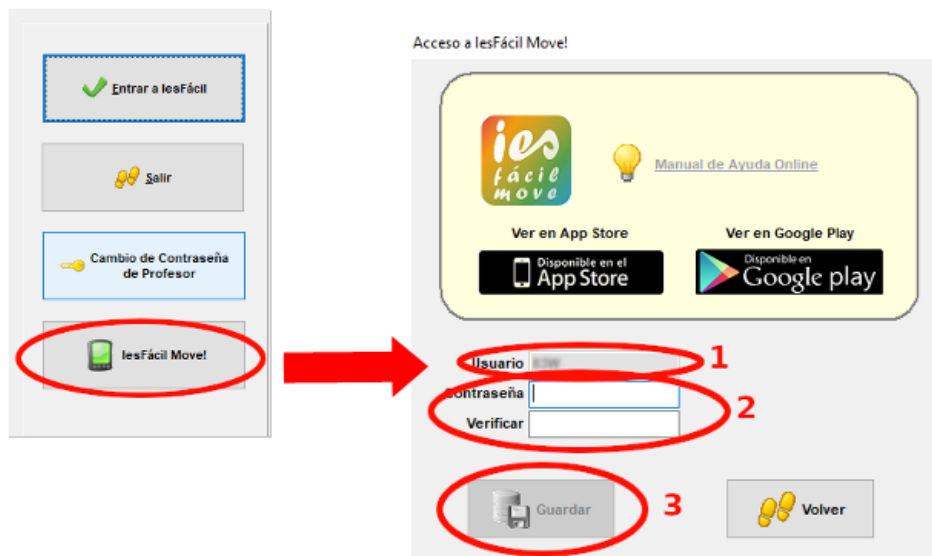 Entrar a IesFácil
Salir
Cambio de Contraseña
de Profesor
IesFácil Move!
Acceso a IesFácil Move!
ies
fácil
move
Manual de Ayuda Online
Ver en App Store
Ver en Google Play
Disponible en el
App Store
Disponible en
Google play
Usuario
1
Contraseña
2
Verificar
Guardar
3
Volver